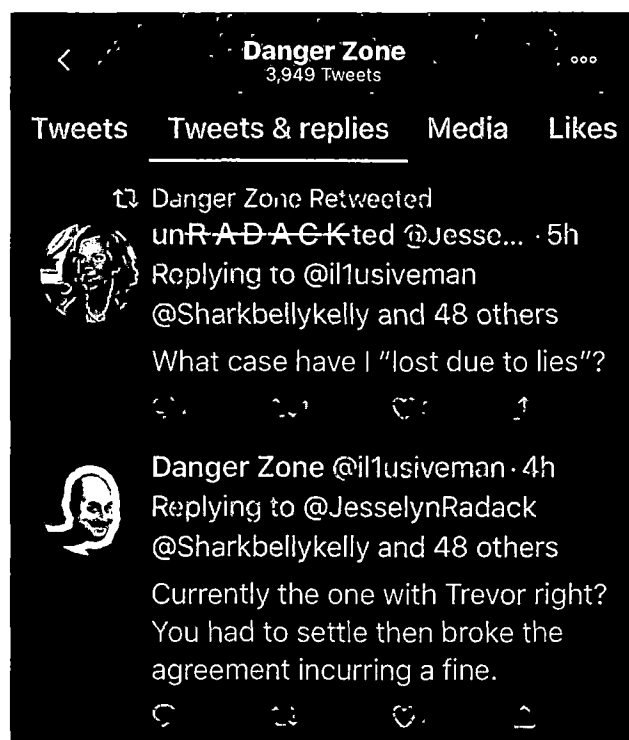 Danger Zone
3,949 Tweets
Tweets Tweets & replies Media Likes
Danger Zone Retweeted
unRADACKted @Jesse... · 5h
Replying to @il1usiveman
@Sharkbellykelly and 48 others
What case have I "lost due to lies"?
Danger Zone @il1usiveman · 4h
Replying to @JesselynRadack
@Sharkbellykelly and 48 others
Currently the one with Trevor right?
You had to settle then broke the
agreement incurring a fine.